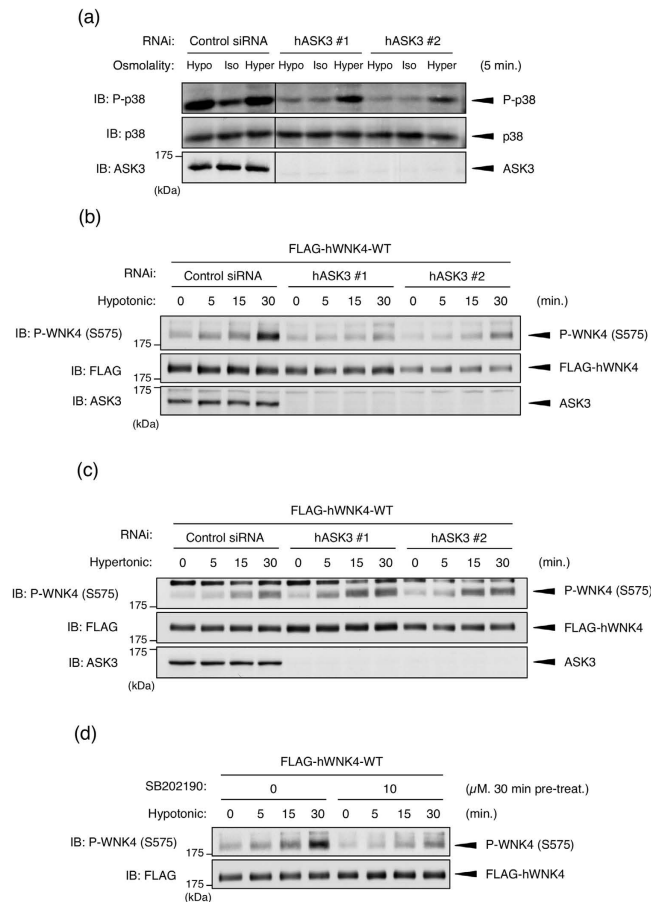 (a)
RNAi: Control siRNA hASK3 #1 hASK3 #2
Osmolality: Hypo Iso Hyper Hypo Iso Hyper Hypo Iso Hyper (5 min.)
IB: P-p38 P-p38
IB: p38 p38
175
IB: ASK3 ASK3
(kDa)
(b)
FLAG-hWNK4-WT
RNAi: Control siRNA hASK3 #1 hASK3 #2
Hypotonic: 0 5 15 30 0 5 15 30 0 5 15 30 (min.)
IB: P-WNK4 (S575) P-WNK4 (S575)
175
IB: FLAG FLAG-hWNK4
175
175
IB: ASK3 ASK3
(kDa)
(c)
FLAG-hWNK4-WT
RNAi: Control siRNA hASK3 #1 hASK3 #2
Hypertonic: 0 5 15 30 0 5 15 30 0 5 15 30 (min.)
IB: P-WNK4 (S575) P-WNK4 (S575)
175
IB: FLAG FLAG-hWNK4
175
175
IB: ASK3 ASK3
(kDa)
(d)
FLAG-hWNK4-WT
SB202190: 0 10 (µM. 30 min pre-treat.)
Hypotonic: 0 5 15 30 0 5 15 30 (min.)
IB: P-WNK4 (S575) P-WNK4 (S575)
175
IB: FLAG FLAG-hWNK4
175
(kDa)